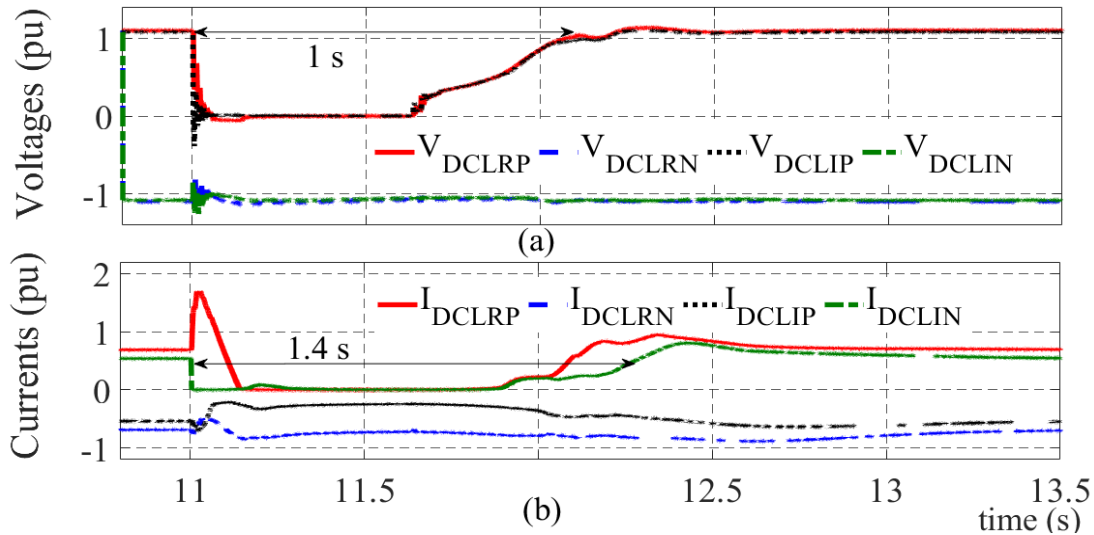 Voltages (pu)
1
0
-1
1 s
V_DCLRP V_DCLRN V_DCLIP V_DCLIN
(a)
Currents (pu)
2
1
0
-1
I_DCLRP I_DCLRN I_DCLIP I_DCLIN
1.4 s
11 11.5 12.5 13 13.5
(b)
time (s)